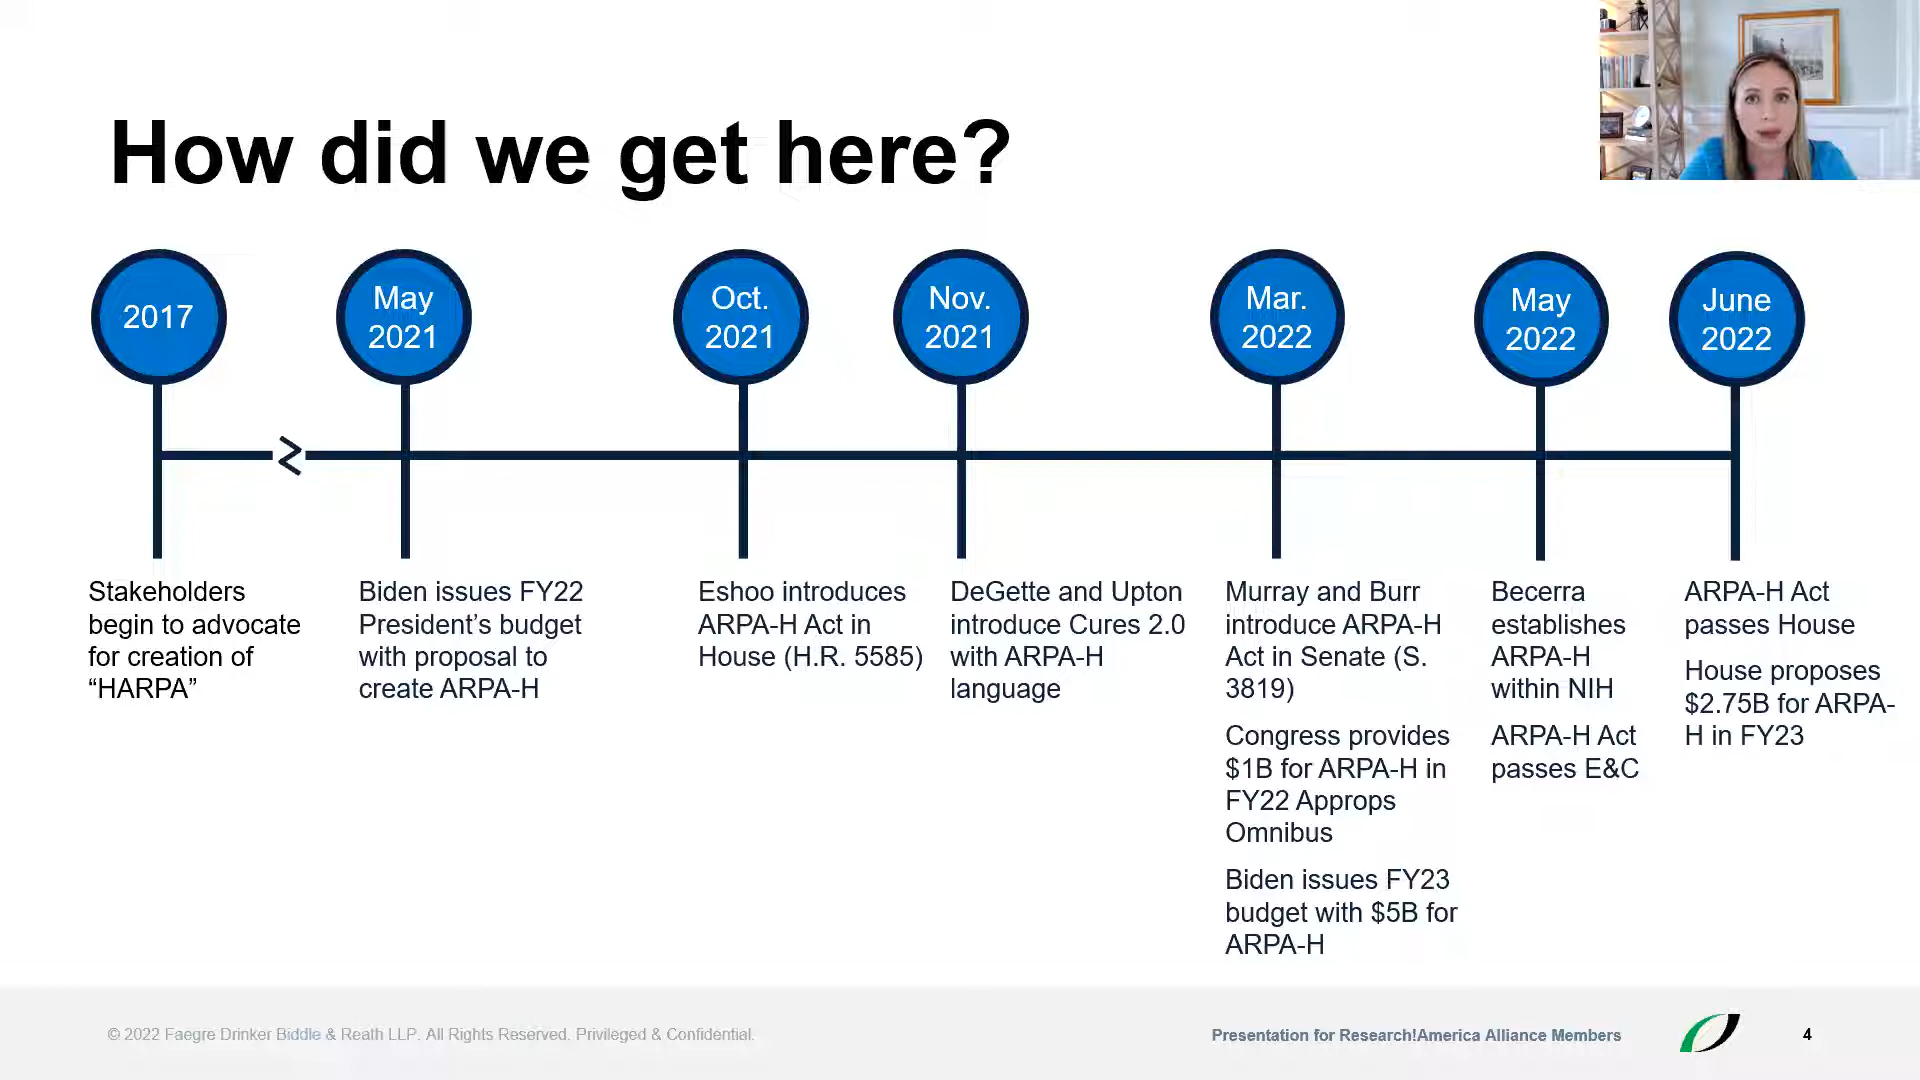 How did we get here?
2017
May
2021
Oct.
2021
Nov.
2021
Mar.
2022
May
2022
June
2022
Stakeholders
begin to advocate
for creation of
“HARPA”
Biden issues FY22
President’s budget
with proposal to
create ARPA-H
Eshoo introduces
ARPA-H Act in
House (H.R. 5585)
DeGette and Upton
introduce Cures 2.0
with ARPA-H
language
Murray and Burr
introduce ARPA-H
Act in Senate (S.
3819)
Congress provides
$1B for ARPA-H in
FY22 Approps
Omnibus
Biden issues FY23
budget with $5B for
ARPA-H
Becerra
establishes
ARPA-H
within NIH
ARPA-H Act
passes E&C
ARPA-H Act
passes House
House proposes
$2.75B for ARPA-
H in FY23
© 2022 Faegre Drinker Biddle & Reath LLP. All Rights Reserved. Privileged & Confidential.
Presentation for Research!America Alliance Members
4